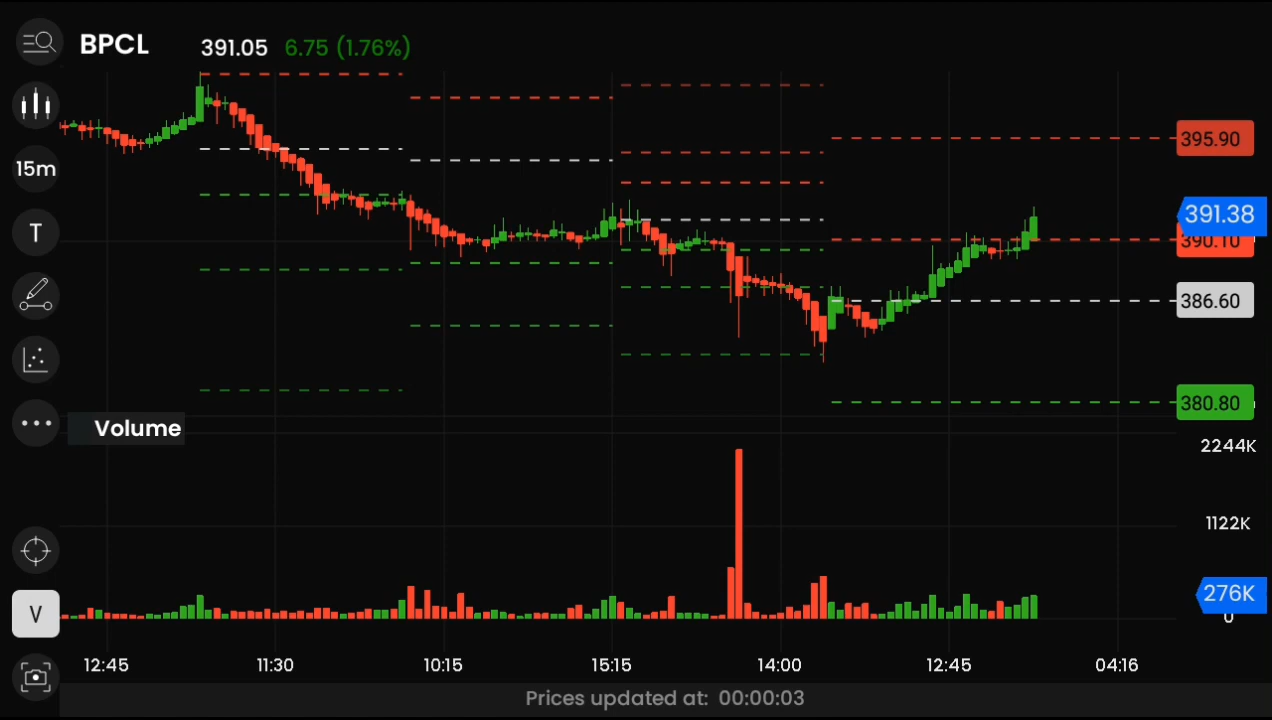 BPCL 391.05 6.75 (1.76%)
15m
T
395.90
391.38
390.10
386.60
380.80
Volume
2244K
1122K
276K
0
V
12:45 11:30 10:15 15:15 14:00 12:45 04:16
Prices updated at: 00:00:03